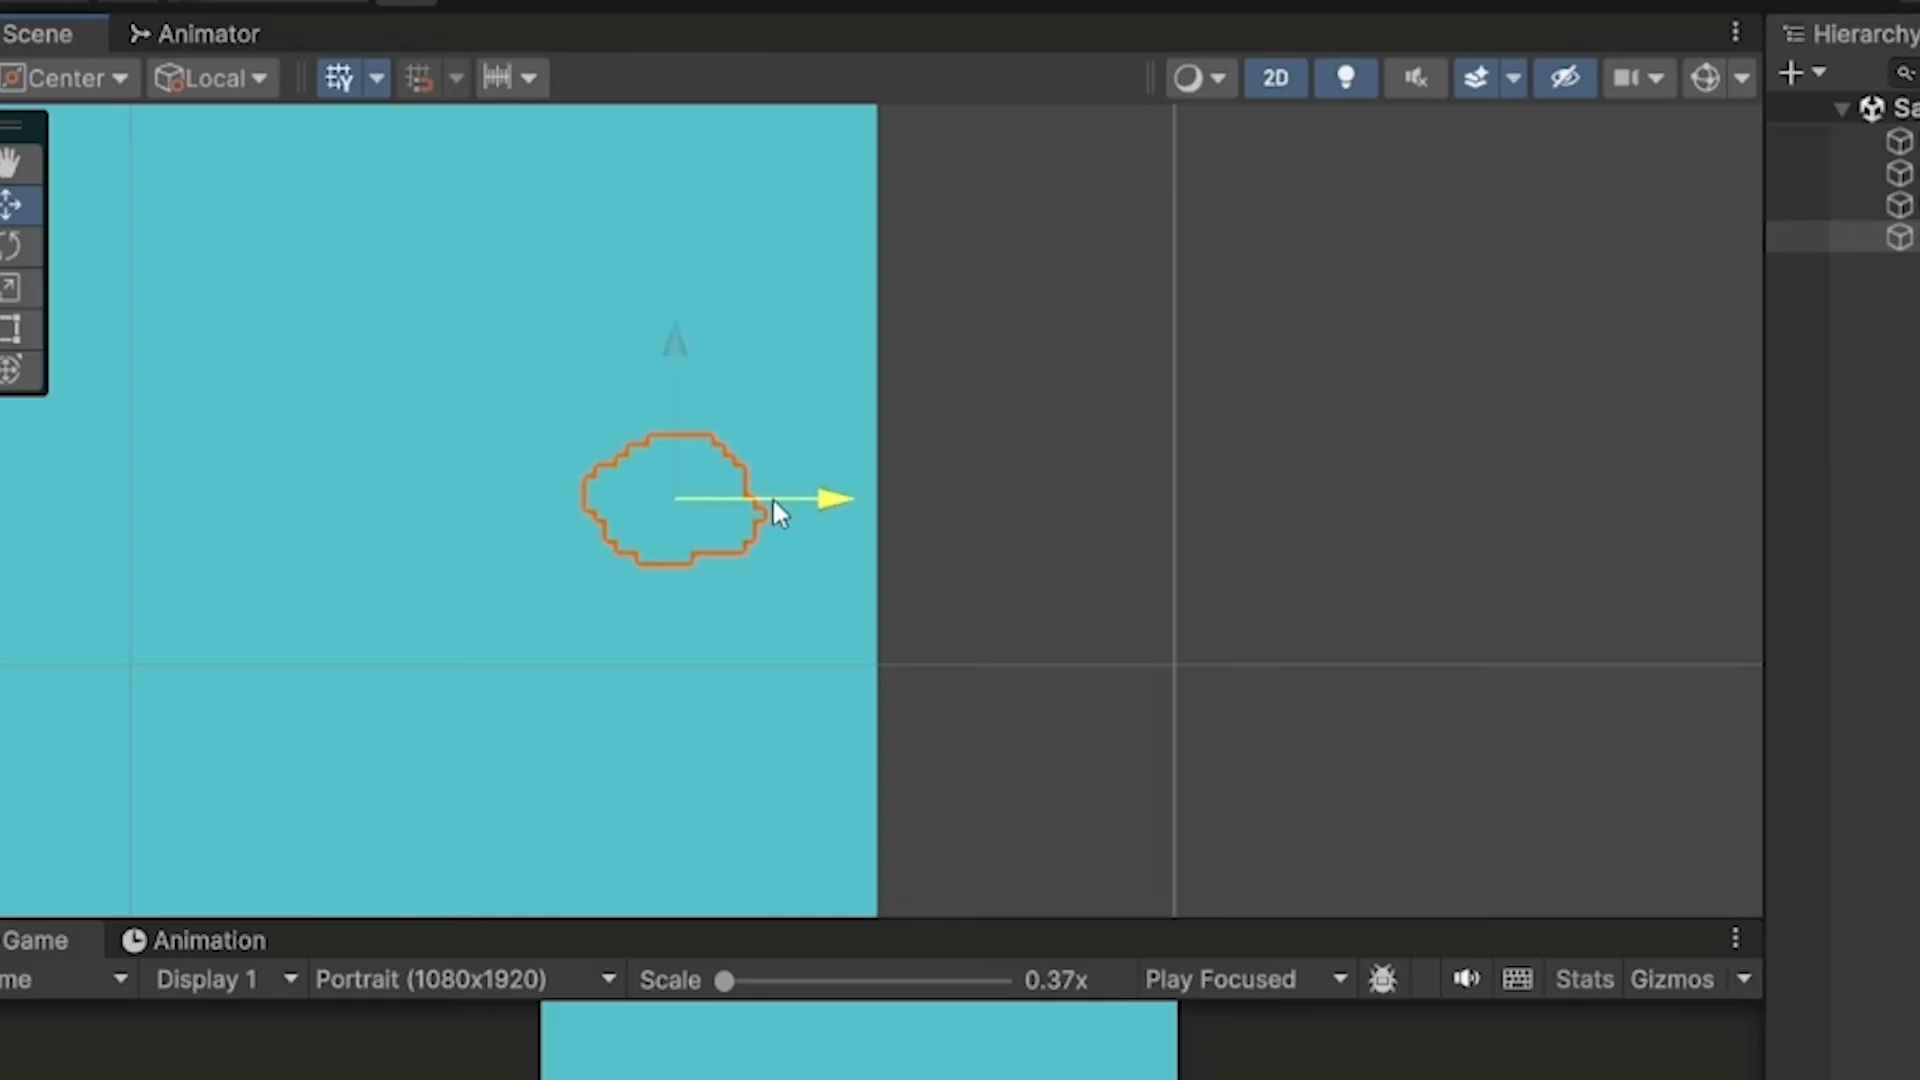 Scene Animator Hierarchy
Center Local 2D
Game Animation
Display 1 Portrait (1080x1920) Scale 0.37x Play Focused Stats Gizmos